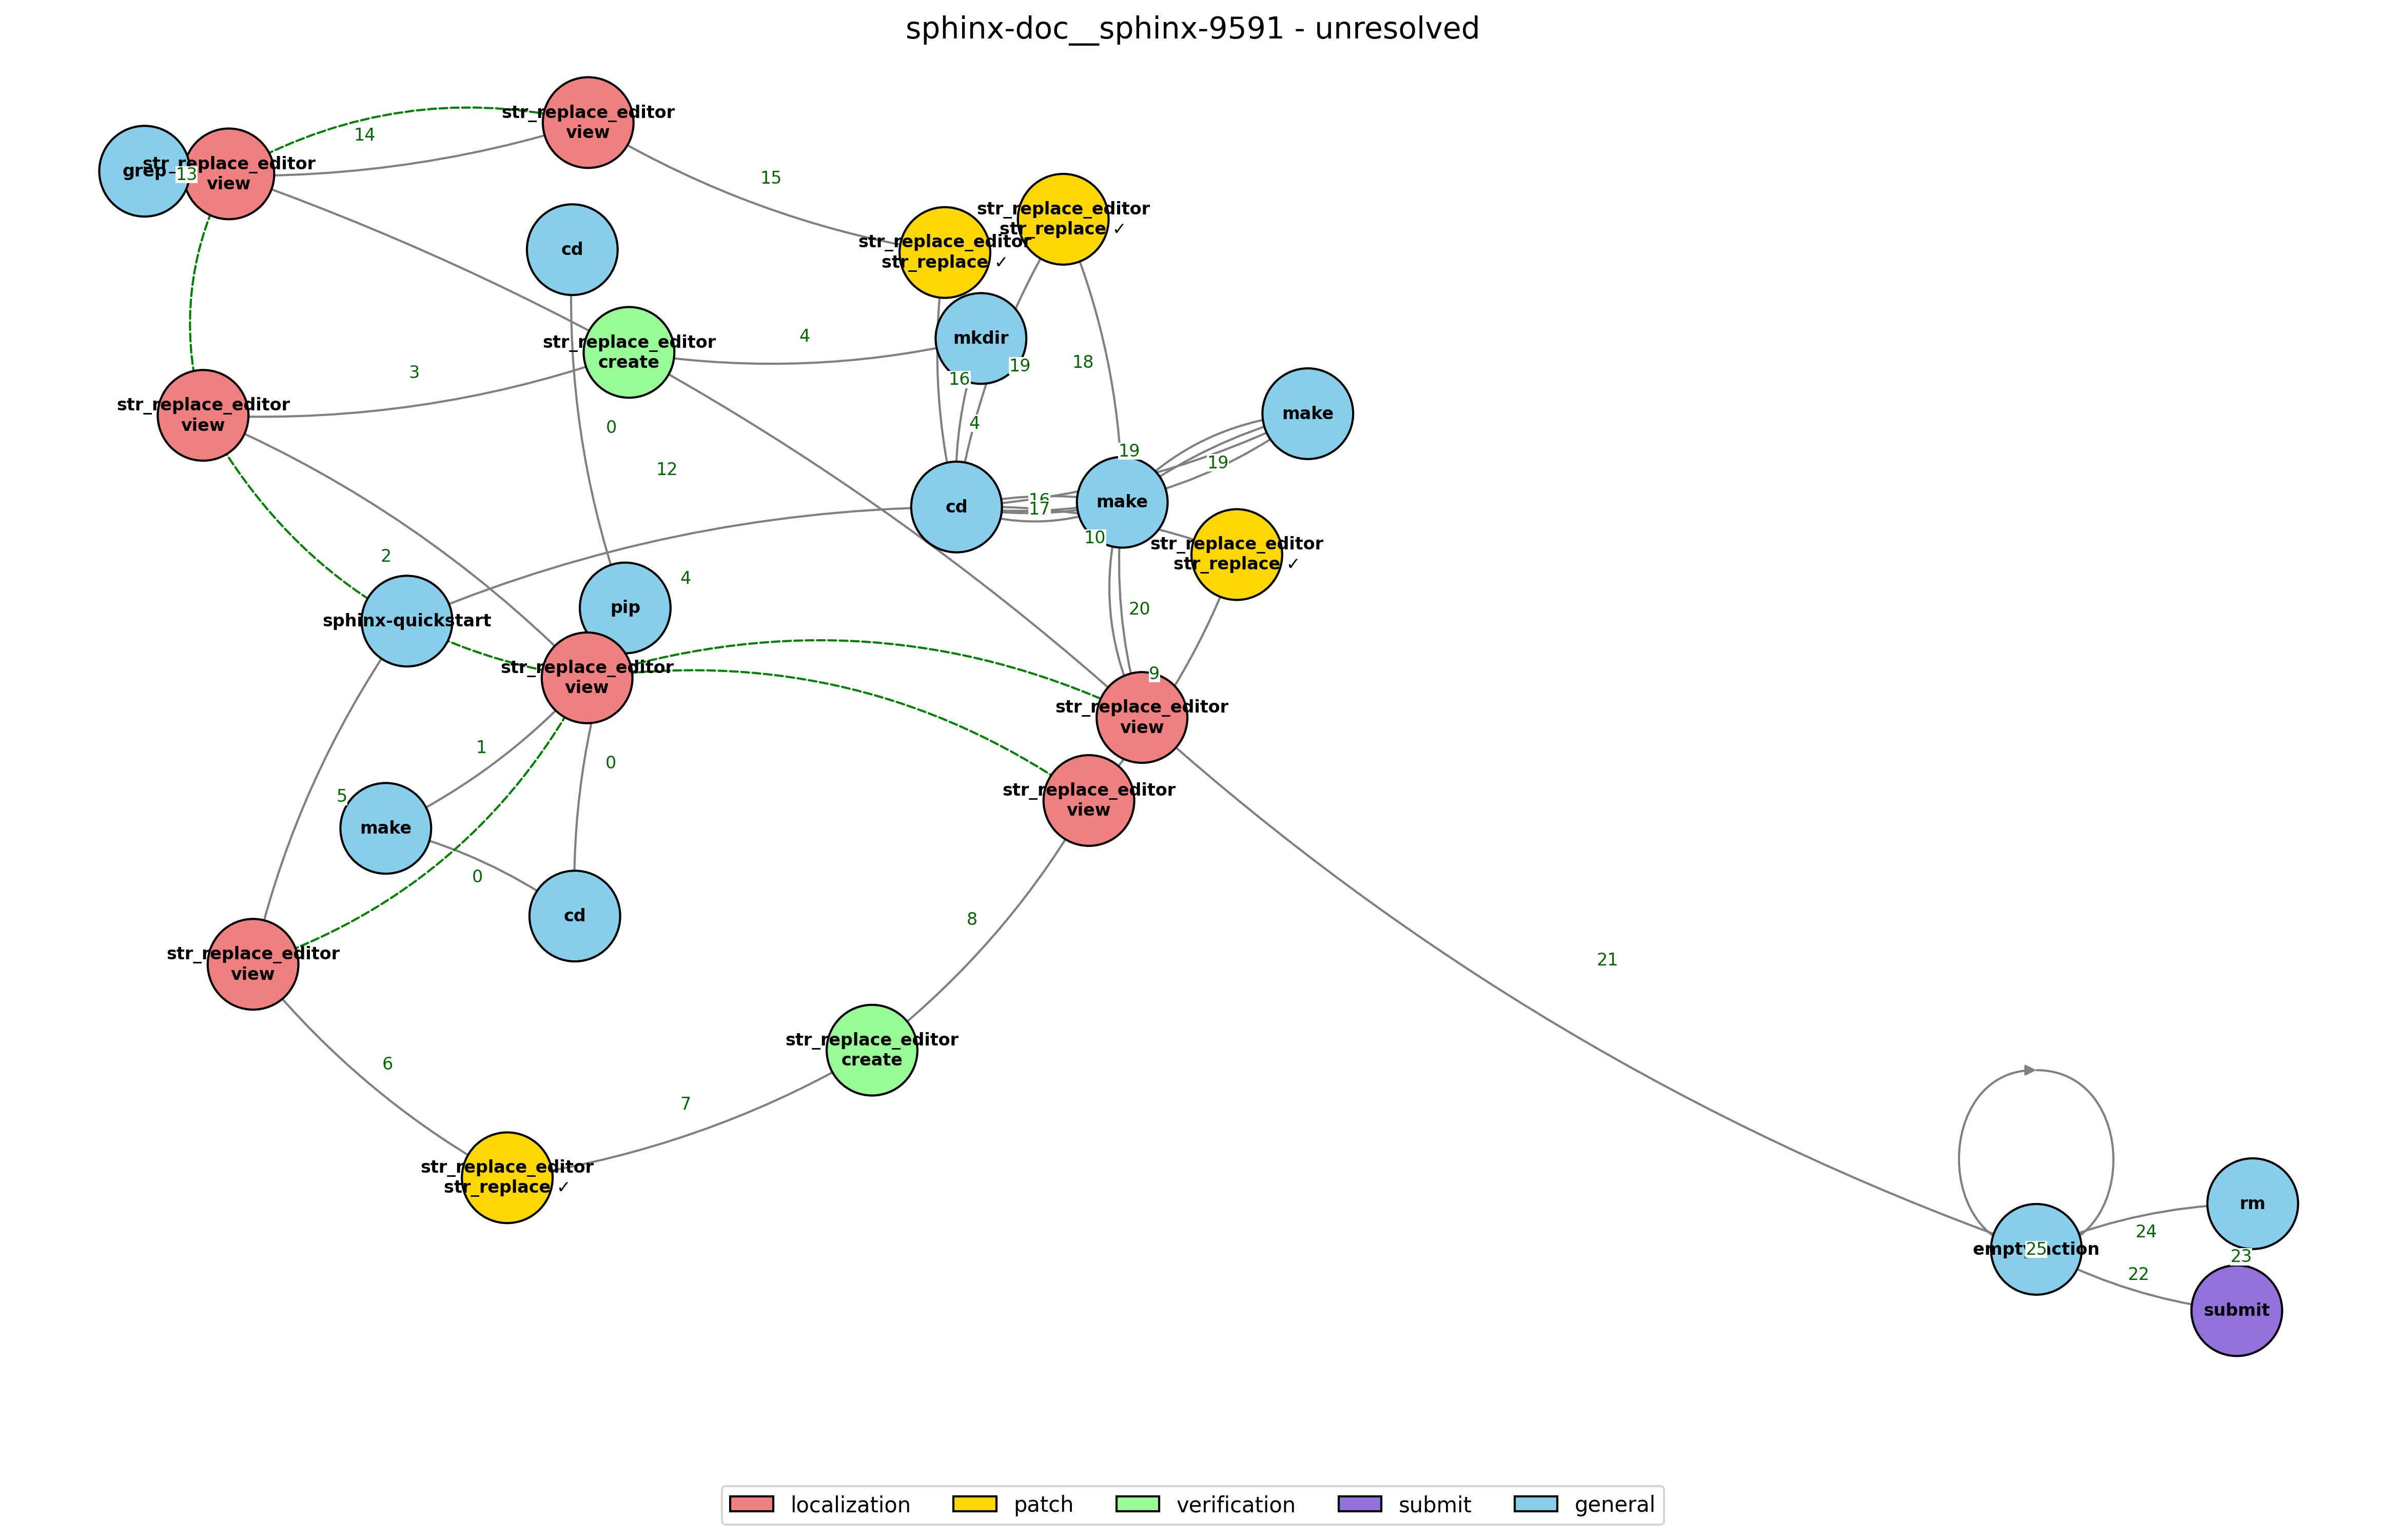 sphinx-doc__sphinx-9591 - unresolved
str_replace_editor
view
14
grep
13
str_replace_editor
view
15
cd
str_replace_editor
str_replace ✓
str_replace_editor
str_replace ✓
mkdir
str_replace_editor
create
4
19
18
3
16
str_replace_editor
view
make
0
4
12
19
19
16
17
cd
make
10
str_replace_editor
str_replace ✓
2
4
pip
20
sphinx-quickstart
str_replace_editor
view
9
str_replace_editor
view
1
0
5
str_replace_editor
view
make
0
cd
8
str_replace_editor
view
21
str_replace_editor
create
6
7
str_replace_editor
str_replace ✓
rm
24
25
23
22
submit
localization
patch
verification
submit
general